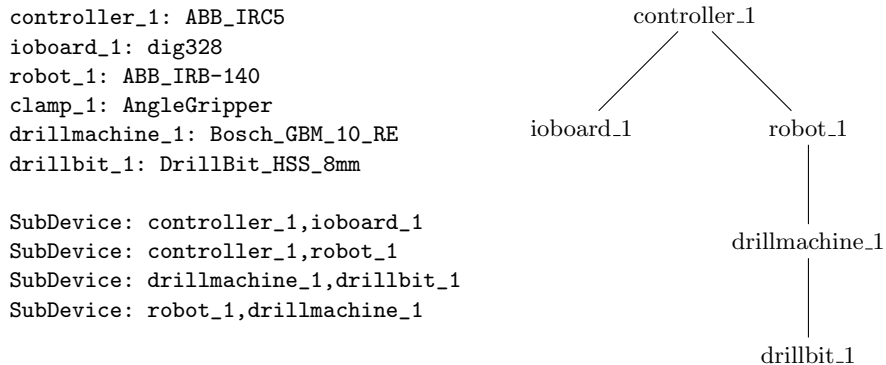 controller_1: ABB_IRC5
ioboard_1: dig328
robot_1: ABB_IRB-140
clamp_1: AngleGripper
drillmachine_1: Bosch_GBM_10_RE
drillbit_1: DrillBit_HSS_8mm
SubDevice: controller_1,ioboard_1
SubDevice: controller_1,robot_1
SubDevice: drillmachine_1,drillbit_1
SubDevice: robot_1,drillmachine_1
controller_1
ioboard_1 robot_1
drillmachine_1
drillbit_1